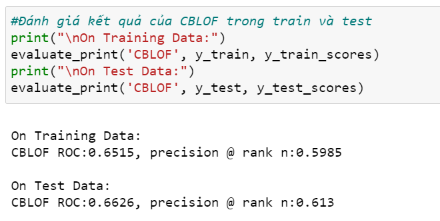 #Đánh giá kết quả của CBLOF trong train và test
print("\nOn Training Data:")
evaluate_print('CBLOF', y_train, y_train_scores)
print("\nOn Test Data:")
evaluate_print('CBLOF', y_test, y_test_scores)
On Training Data:
CBLOF ROC:0.6515, precision @ rank n:0.5985
On Test Data:
CBLOF ROC:0.6626, precision @ rank n:0.613